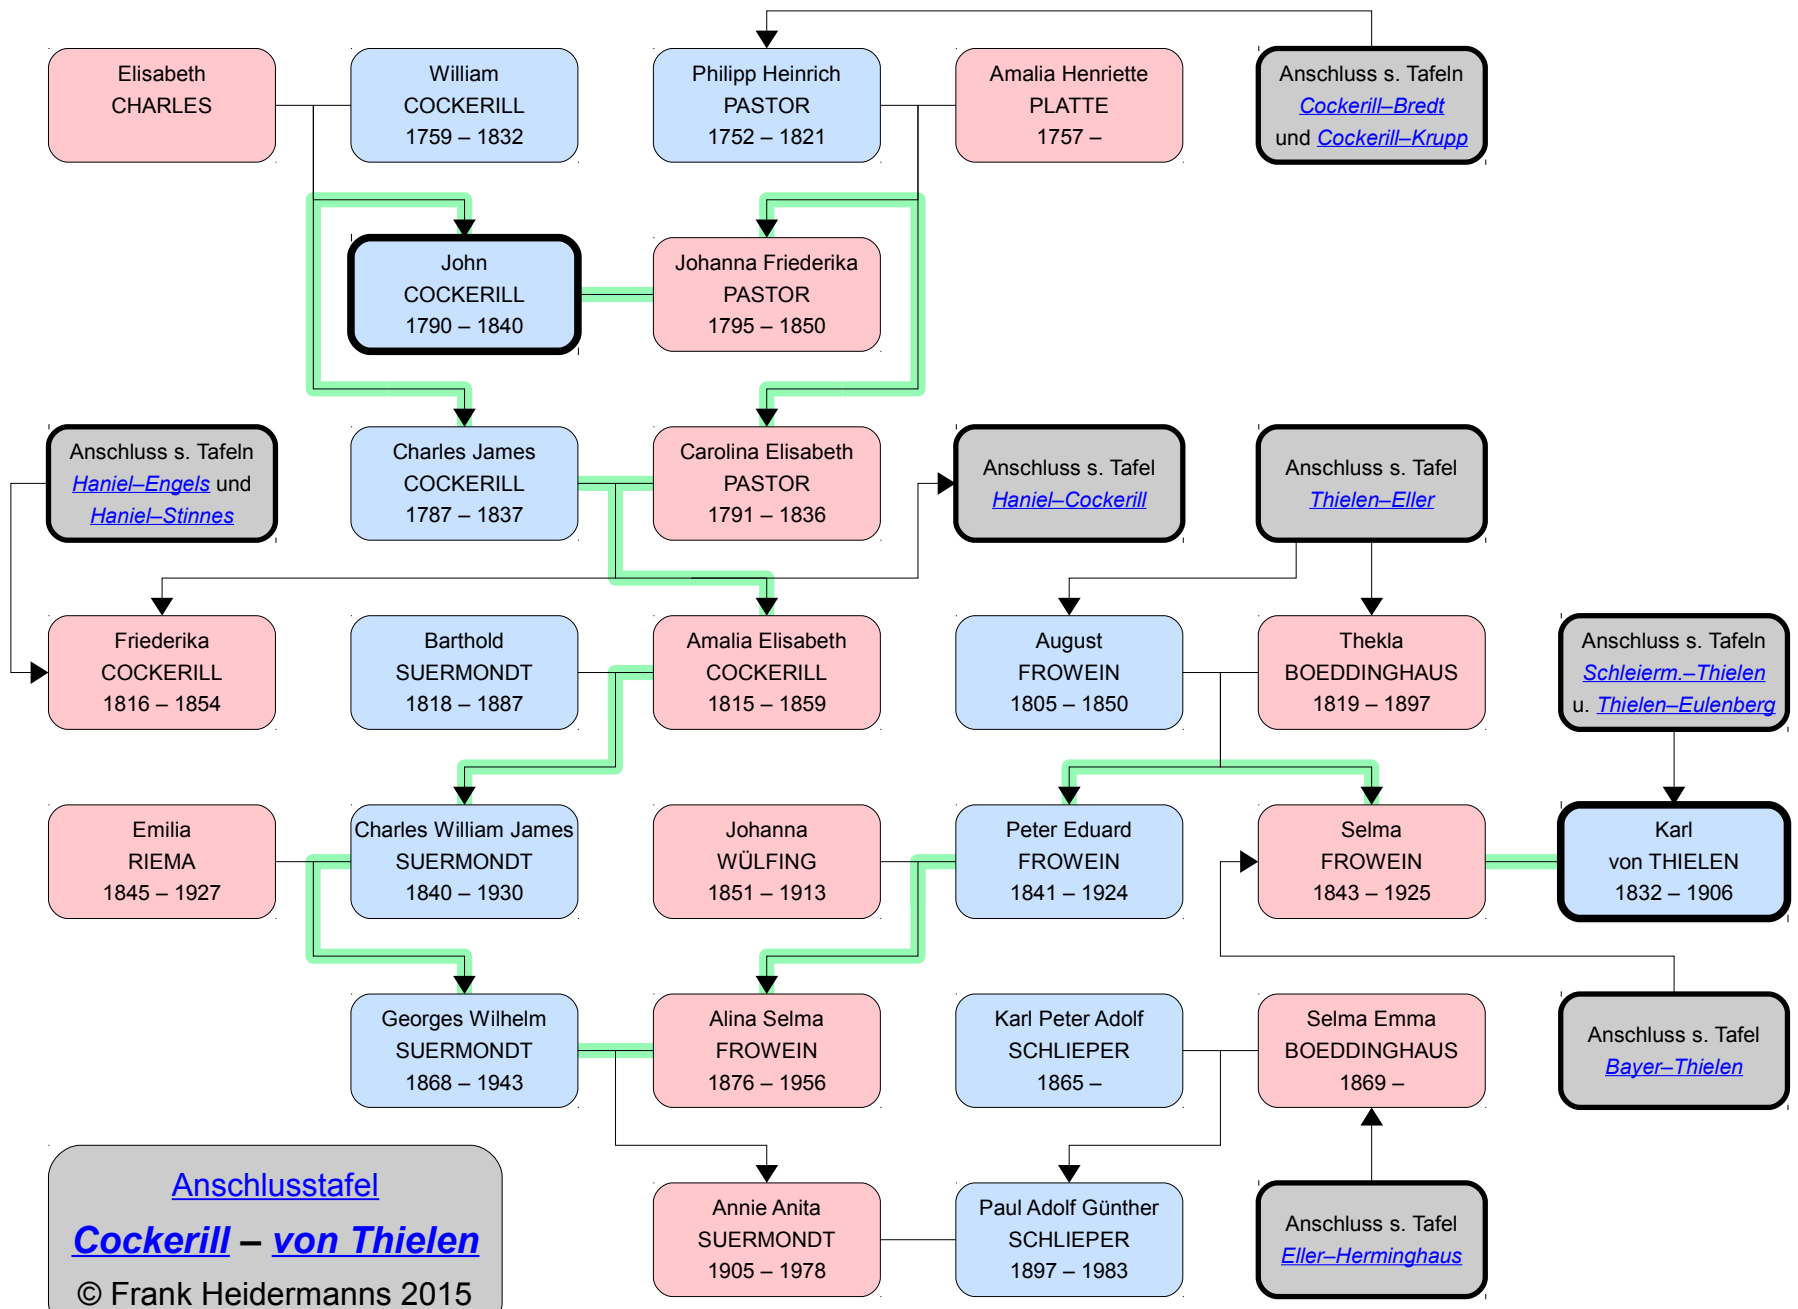 Elisabeth
CHARLES
William
COCKERILL
1759 – 1832
Philipp Heinrich
PASTOR
1752 – 1821
Amalia Henriette
PLATTE
1757 –
Anschluss s. Tafeln
Cockerill–Bredt
und Cockerill–Krupp
John
COCKERILL
1790 – 1840
Johanna Friederika
PASTOR
1795 – 1850
Anschluss s. Tafeln
Haniel–Engels und
Haniel–Stinnes
Charles James
COCKERILL
1787 – 1837
Carolina Elisabeth
PASTOR
1791 – 1836
Anschluss s. Tafel
Haniel–Cockerill
Anschluss s. Tafel
Thielen–Eller
Friederika
COCKERILL
1816 – 1854
Barthold
SUERMONDT
1818 – 1887
Amalia Elisabeth
COCKERILL
1815 – 1859
August
FROWEIN
1805 – 1850
Thekla
BOEDDINGHAUS
1819 – 1897
Anschluss s. Tafeln
Schleierm.–Thielen
u. Thielen–Eulenberg
Emilia
RIEMA
1845 – 1927
Charles William James
SUERMONDT
1840 – 1930
Johanna
WÜLFING
1851 – 1913
Peter Eduard
FROWEIN
1841 – 1924
Selma
FROWEIN
1843 – 1925
Karl
von THIELEN
1832 – 1906
Georges Wilhelm
SUERMONDT
1868 – 1943
Alina Selma
FROWEIN
1876 – 1956
Karl Peter Adolf
SCHLIEPER
1865 –
Selma Emma
BOEDDINGHAUS
1869 –
Anschluss s. Tafel
Bayer–Thielen
Anschlusstafel
Cockerill – von Thielen
© Frank Heidermanns 2015
Annie Anita
SUERMONDT
1905 – 1978
Paul Adolf Günther
SCHLIEPER
1897 – 1983
Anschluss s. Tafel
Eller–Herminghaus